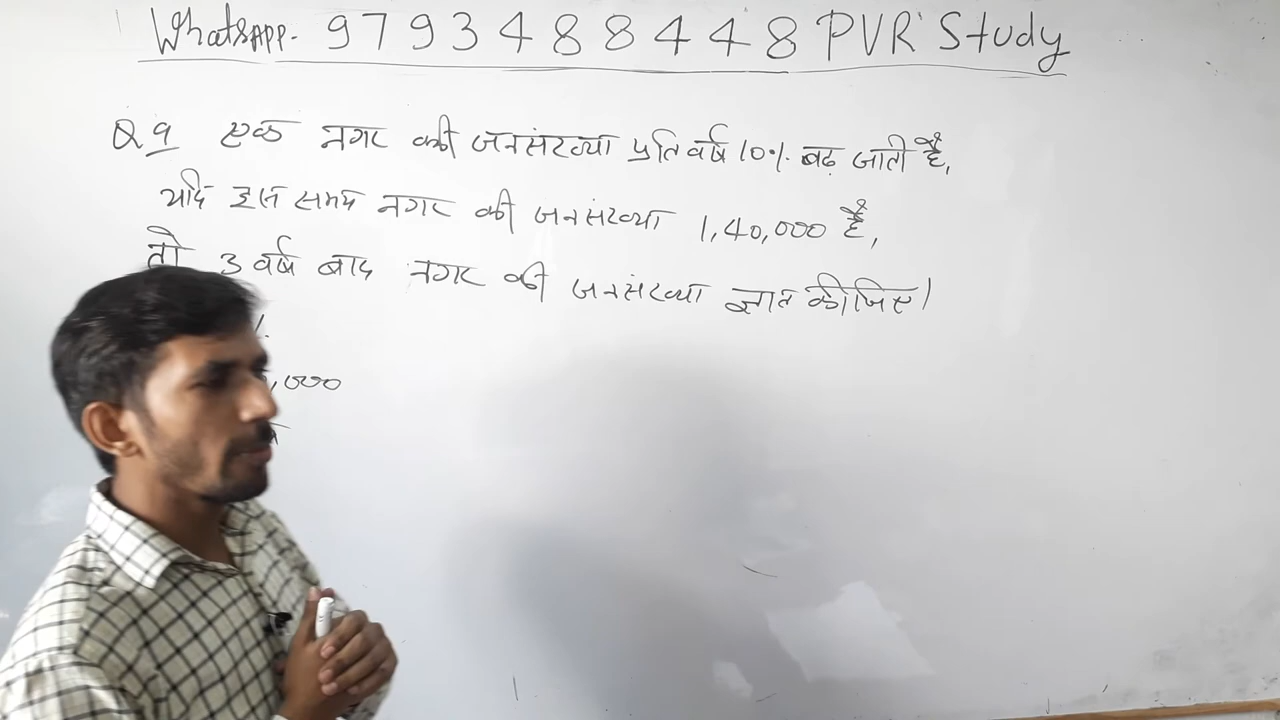 Whatsapp. 9793488448 PVR Study
Q 9 एक नगर की जनसंख्या प्रतिवर्ष 10% बढ़ जाती है,
यदि इस समय नगर की जनसंख्या 1,40,000 है,
तो 3 वर्ष बाद नगर की जनसंख्या ज्ञात कीजिए।
,000